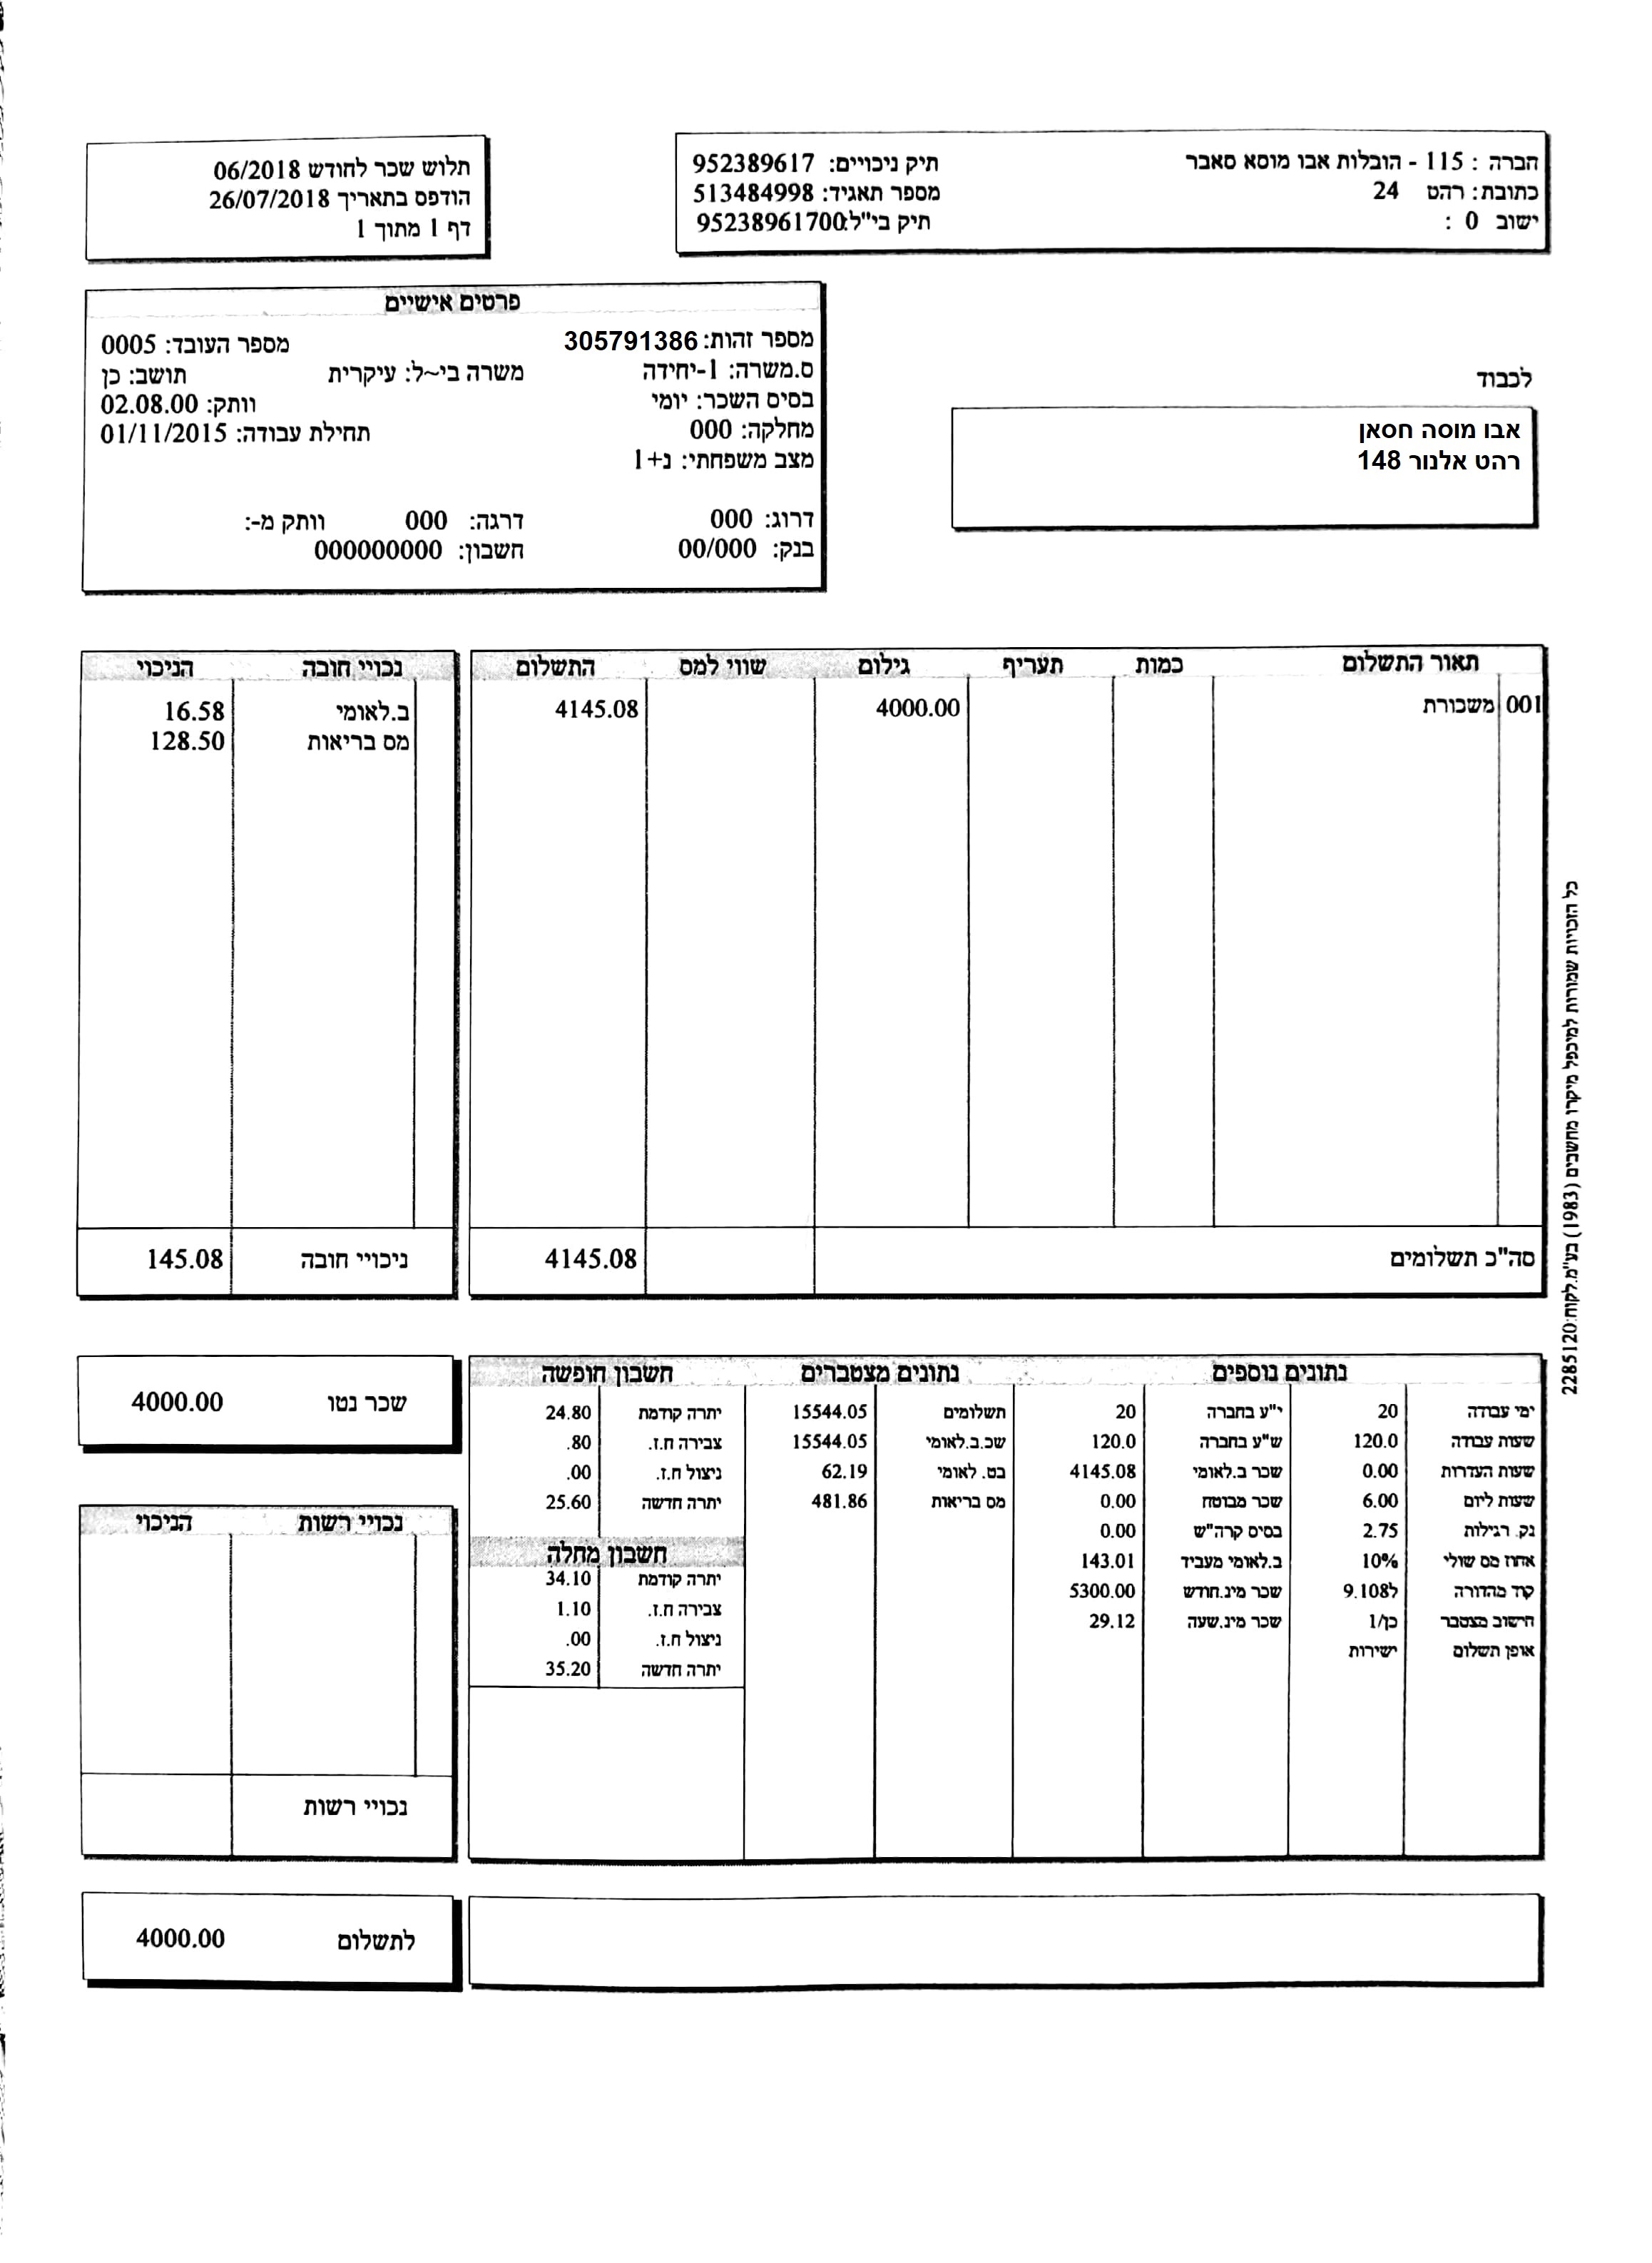 חברה : 115 - הובלות אבו מוסא סאבר
תיק ניכויים: 952389617
כתובת: רהט 24
מספר תאגיד: 513484998
ישוב 0 :
תיק בי"ל:95238961700
תלוש שכר לחודש 06/2018
הודפס בתאריך 26/07/2018
דף 1 מתוך 1
פרטים אישיים
מספר זהות: 305791386 מספר העובד: 0005
ס.משרה: 1-יחידה משרה בי~ל: עיקרית תושב: כן
בסיס השכר: יומי וותק: 02.08.00
מחלקה: 000 תחילת עבודה: 01/11/2015
מצב משפחתי: נ+1
דרוג: 000 דרגה: 000 וותק מ-:
בנק: 00/000 חשבון: 000000000
לכבוד
אבו מוסה חסאן
רהט אלנור 148
תאור התשלום כמות תעריף גילום שווי למס התשלום
001 משכורת 4000.00 4145.08
סה"כ תשלומים 4145.08
נכויי חובה הניכוי
ב.לאומי 16.58
מס בריאות 128.50
ניכויי חובה 145.08
נתונים נוספים
ימי עבודה 20 י"ע בחברה 20
שעות עבודה 120.0 ש"ע בחברה 120.0
שעות העדרות 0.00 שכר ב.לאומי 4145.08
שעות ליום 6.00 שכר מבוטח 0.00
נק. רגילות 2.75 בסיס קרה"ש 0.00
אחוז מס שולי 10% ב.לאומי מעביד 143.01
קוד מהדורה 9.108ל שכר מינ.חודש 5300.00
חישוב מצטבר כן/1 שכר מינ.שעה 29.12
אופן תשלום ישירות
נתונים מצטברים
תשלומים 15544.05
שכ.ב.לאומי 15544.05
בט. לאומי 62.19
מס בריאות 481.86
חשבון חופשה
יתרה קודמת 24.80
צבירה ח.ז. .80
ניצול ח.ז. .00
יתרה חדשה 25.60
חשבון מחלה
יתרה קודמת 34.10
צבירה ח.ז. 1.10
ניצול ח.ז. .00
יתרה חדשה 35.20
שכר נטו 4000.00
נכויי רשות הניכוי
נכויי רשות
לתשלום 4000.00
כל הזכויות שמורות למיכפל מיקרו מחשבים (1983) בע"מ.לקוח:2285120